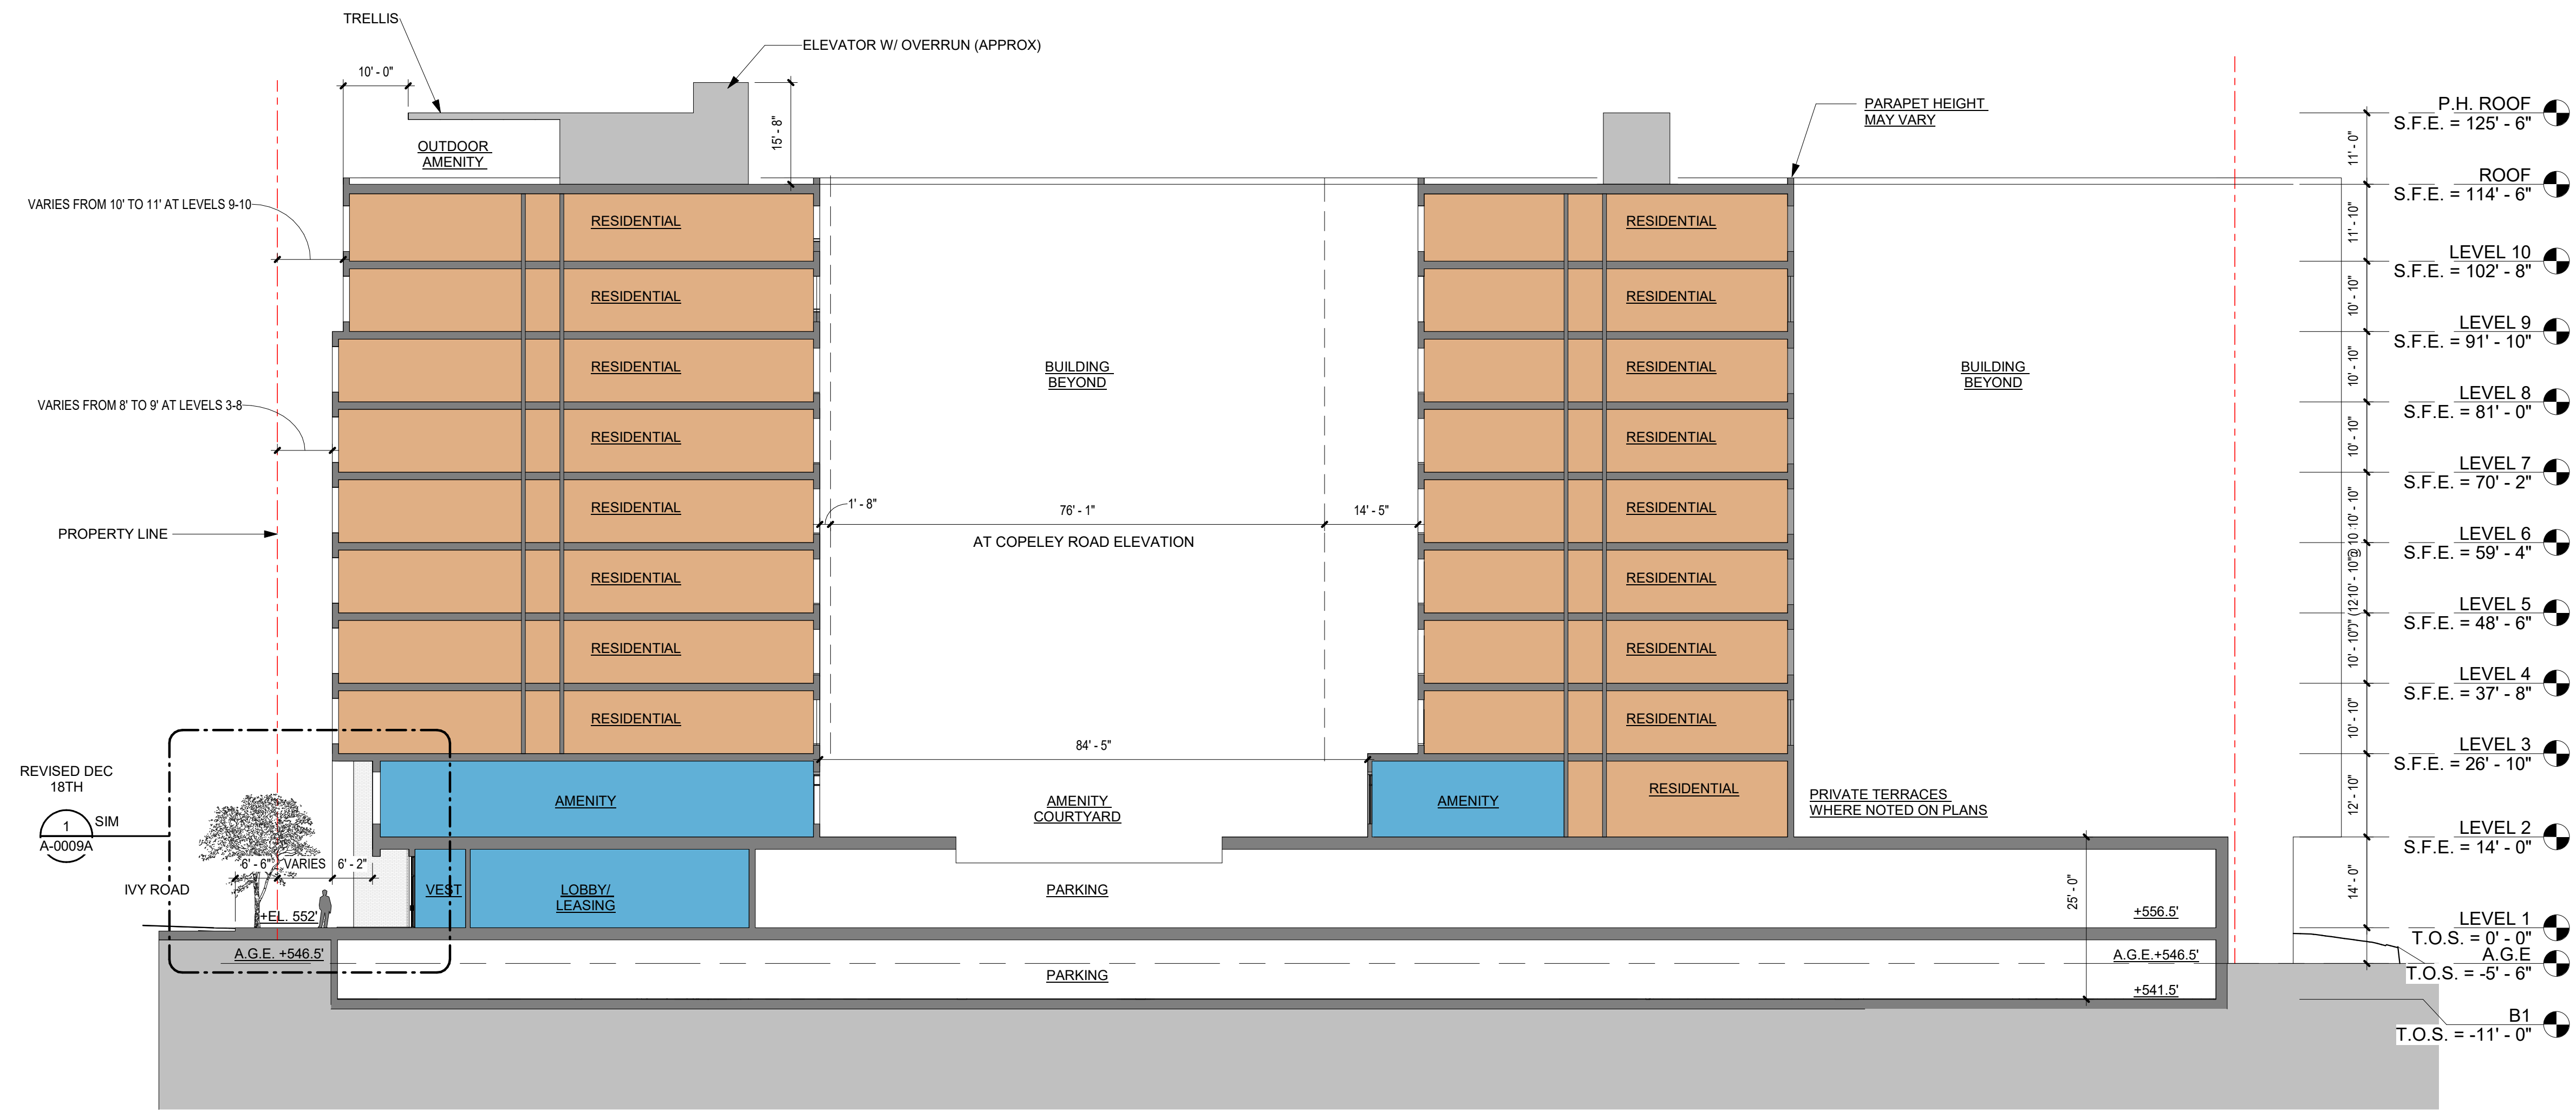 TRELLIS
ELEVATOR W/ OVERRUN (APPROX)
10' - 0"
15' - 8"
OUTDOOR
AMENITY
PARAPET HEIGHT
MAY VARY
VARIES FROM 10' TO 11' AT LEVELS 9-10
VARIES FROM 8' TO 9' AT LEVELS 3-8
PROPERTY LINE
RESIDENTIAL
RESIDENTIAL
RESIDENTIAL
RESIDENTIAL
RESIDENTIAL
RESIDENTIAL
RESIDENTIAL
RESIDENTIAL
BUILDING
BEYOND
1' - 8"
76' - 1"
14' - 5"
AT COPELEY ROAD ELEVATION
84' - 5"
RESIDENTIAL
RESIDENTIAL
RESIDENTIAL
RESIDENTIAL
RESIDENTIAL
RESIDENTIAL
RESIDENTIAL
RESIDENTIAL
BUILDING
BEYOND
REVISED DEC
18TH
1
SIM
A-0009A
AMENITY
AMENITY
COURTYARD
AMENITY
RESIDENTIAL
PRIVATE TERRACES
WHERE NOTED ON PLANS
6' - 6"
VARIES
6' - 2"
IVY ROAD
+EL. 552'
VEST
LOBBY/
LEASING
PARKING
25' - 0"
+556.5'
A.G.E. +546.5'
PARKING
A.G.E.+546.5'
+541.5'
P.H. ROOF
S.F.E. = 125' - 6"
11' - 0"
ROOF
S.F.E. = 114' - 6"
11' - 10"
LEVEL 10
S.F.E. = 102' - 8"
10' - 10"
LEVEL 9
S.F.E. = 91' - 10"
10' - 10"
LEVEL 8
S.F.E. = 81' - 0"
10' - 10"
LEVEL 7
S.F.E. = 70' - 2"
10' - 10"
LEVEL 6
S.F.E. = 59' - 4"
10' - 10"
LEVEL 5
S.F.E. = 48' - 6"
10' - 10"
LEVEL 4
S.F.E. = 37' - 8"
10' - 10"
LEVEL 3
S.F.E. = 26' - 10"
12' - 10"
LEVEL 2
S.F.E. = 14' - 0"
14' - 0"
LEVEL 1
T.O.S. = 0' - 0"
A.G.E
T.O.S. = -5' - 6"
B1
T.O.S. = -11' - 0"